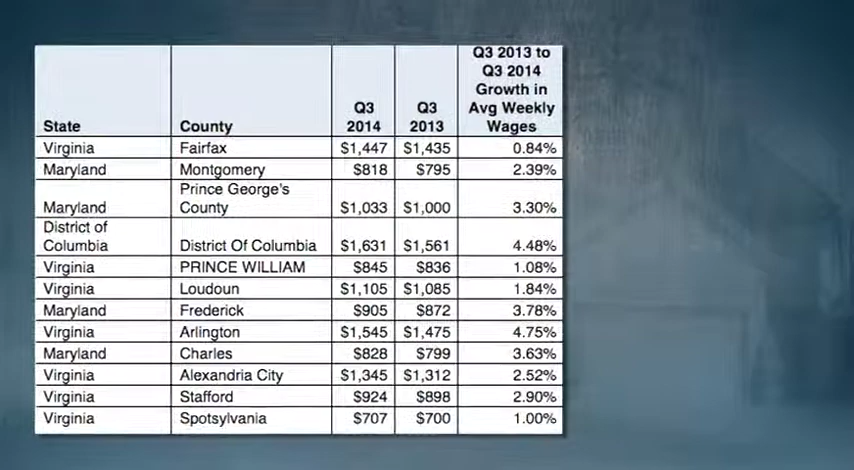 State County Q3 2014 Q3 2013 Q3 2013 to Q3 2014 Growth in Avg Weekly Wages
Virginia Fairfax $1,447 $1,435 0.84%
Maryland Montgomery $818 $795 2.39%
Maryland Prince George's County $1,033 $1,000 3.30%
District of Columbia District Of Columbia $1,631 $1,561 4.48%
Virginia PRINCE WILLIAM $845 $836 1.08%
Virginia Loudoun $1,105 $1,085 1.84%
Maryland Frederick $905 $872 3.78%
Virginia Arlington $1,545 $1,475 4.75%
Maryland Charles $828 $799 3.63%
Virginia Alexandria City $1,345 $1,312 2.52%
Virginia Stafford $924 $898 2.90%
Virginia Spotsylvania $707 $700 1.00%